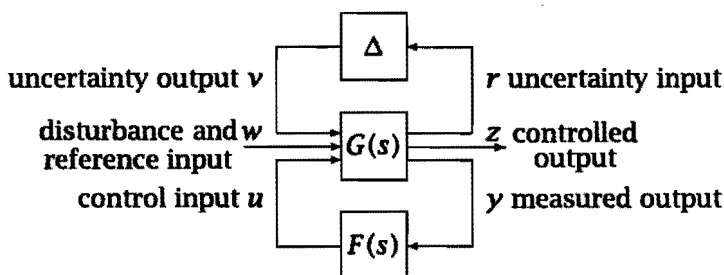 Δ
uncertainty output v
r uncertainty input
disturbance and w
reference input
G(s)
z controlled
output
control input u
y measured output
F(s)